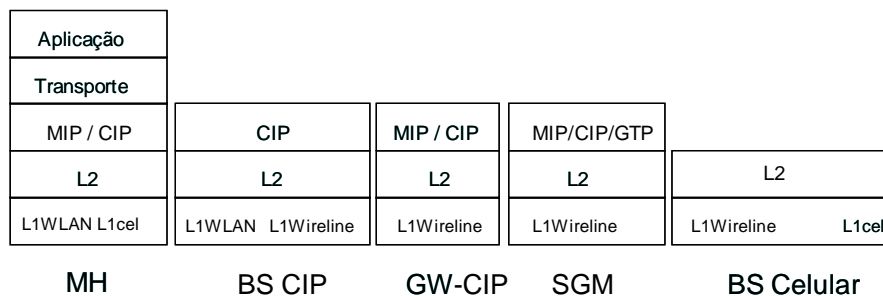 Aplicação
Transporte
MIP / CIP CIP MIP / CIP MIP/CIP/GTP
L2 L2 L2 L2 L2
L1WLAN L1cel L1WLAN L1Wireline L1Wireline L1Wireline L1Wireline L1cel
MH BS CIP GW-CIP SGM BS Celular